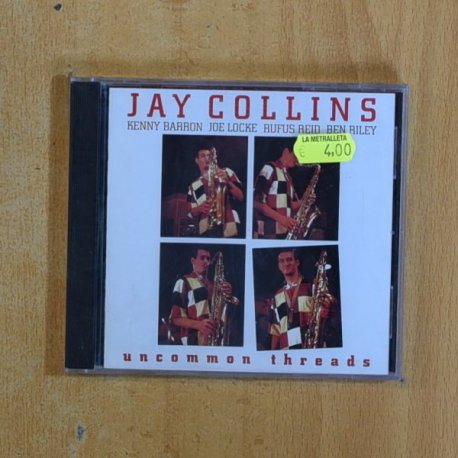 JAY COLLINS
KENNY BARRON JOE LOCKE RUFUS REID BEN RILEY
LA METRALLETA
€ 4,00
uncommon threads